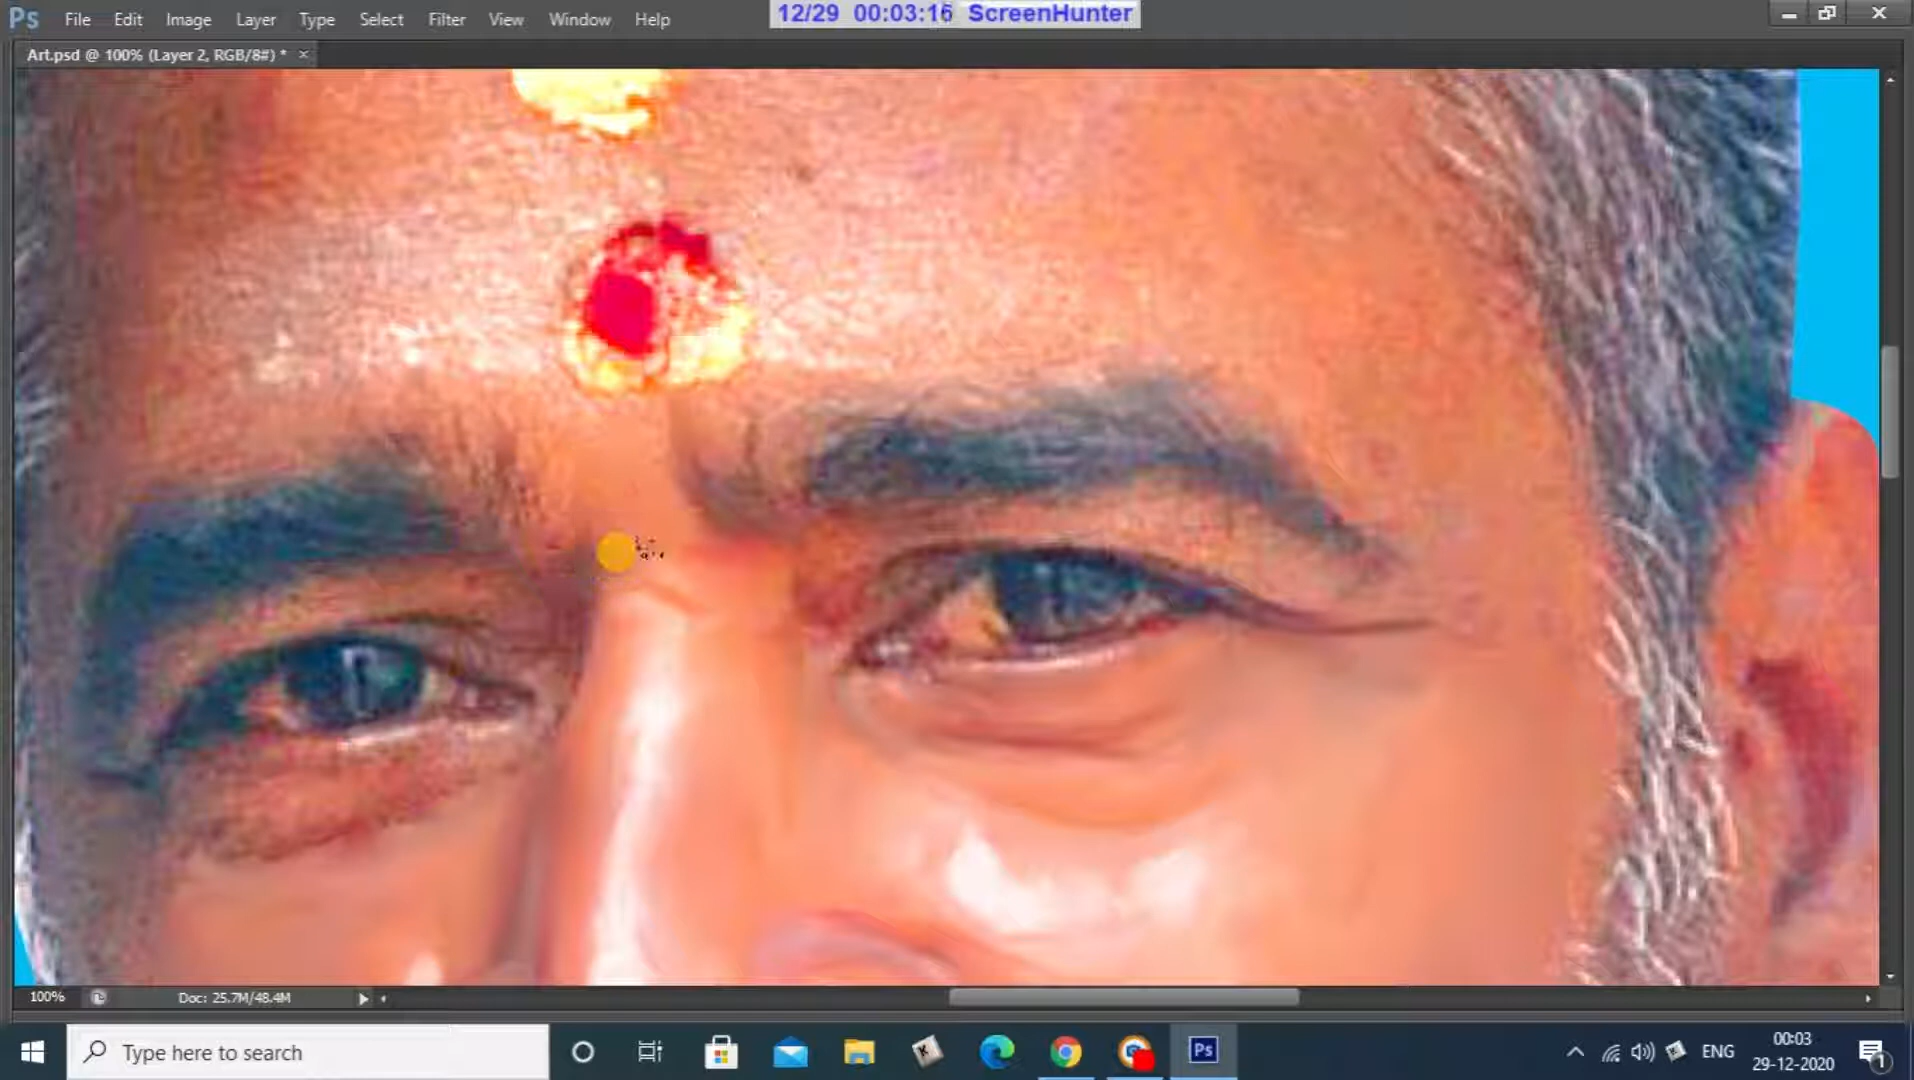 Ps File Edit Image Layer Type Select Filter View Window Help
12/29 00:03:16 ScreenHunter
Art.psd @ 100% (Layer 2, RGB/8#) * ×
100% Doc: 25.7M/48.4M
Type here to search
Ps
ENG
00:03
29-12-2020
1